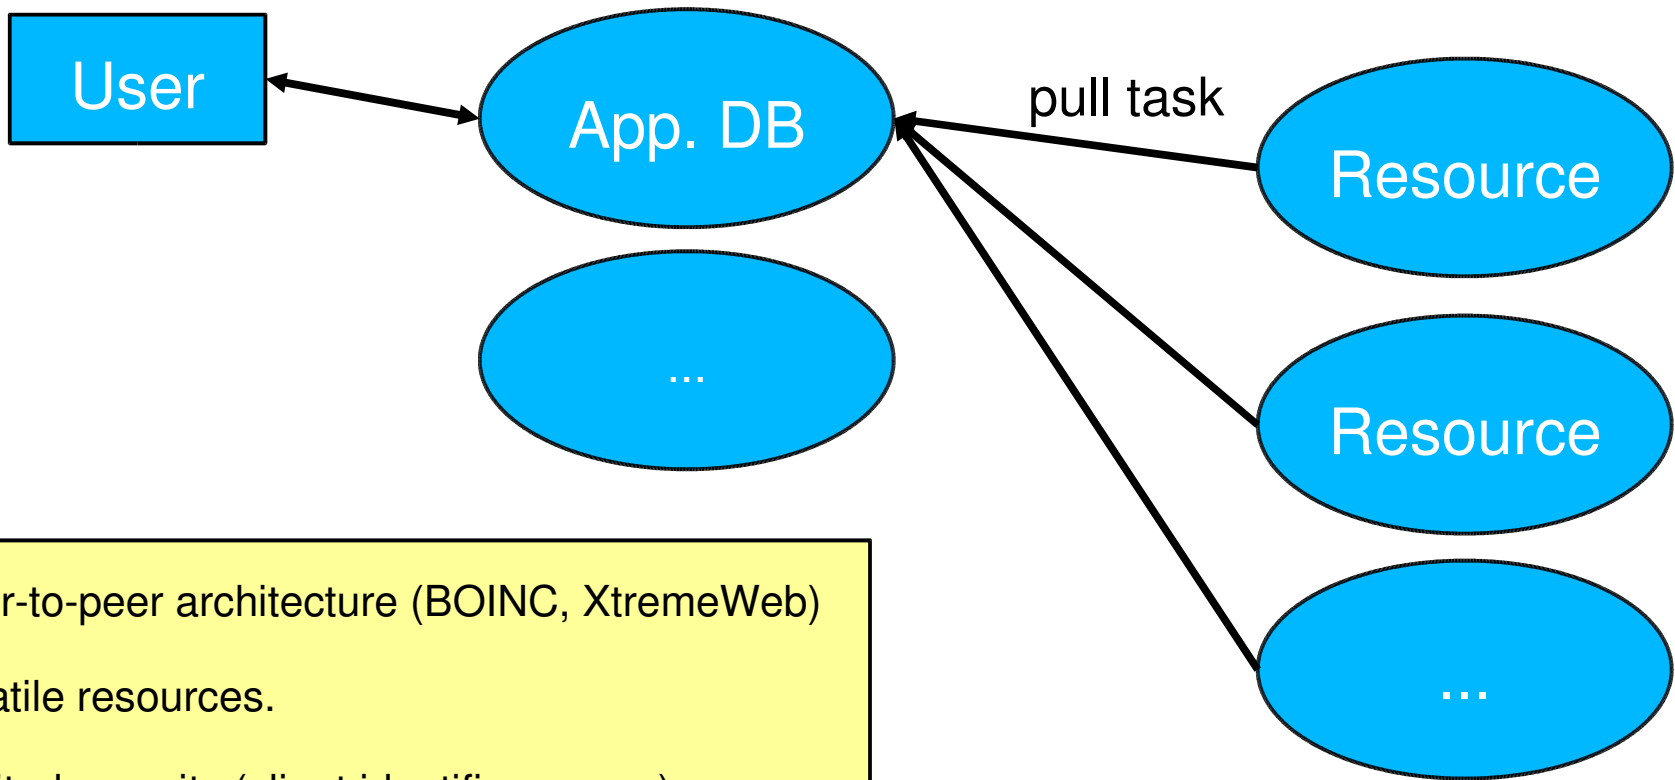 User
App. DB
pull task
Resource
...
Resource
...
r-to-peer architecture (BOINC, XtremeWeb)
atile resources.